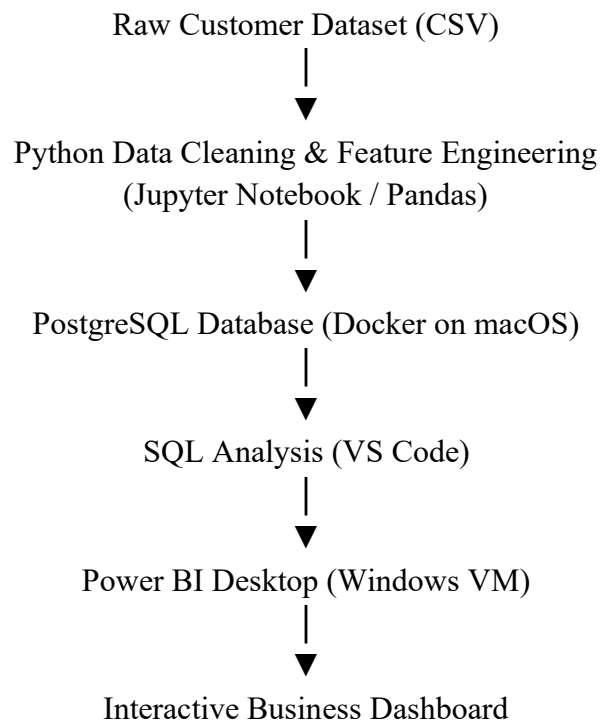 Raw Customer Dataset (CSV)
Python Data Cleaning & Feature Engineering
(Jupyter Notebook / Pandas)
PostgreSQL Database (Docker on macOS)
SQL Analysis (VS Code)
Power BI Desktop (Windows VM)
Interactive Business Dashboard